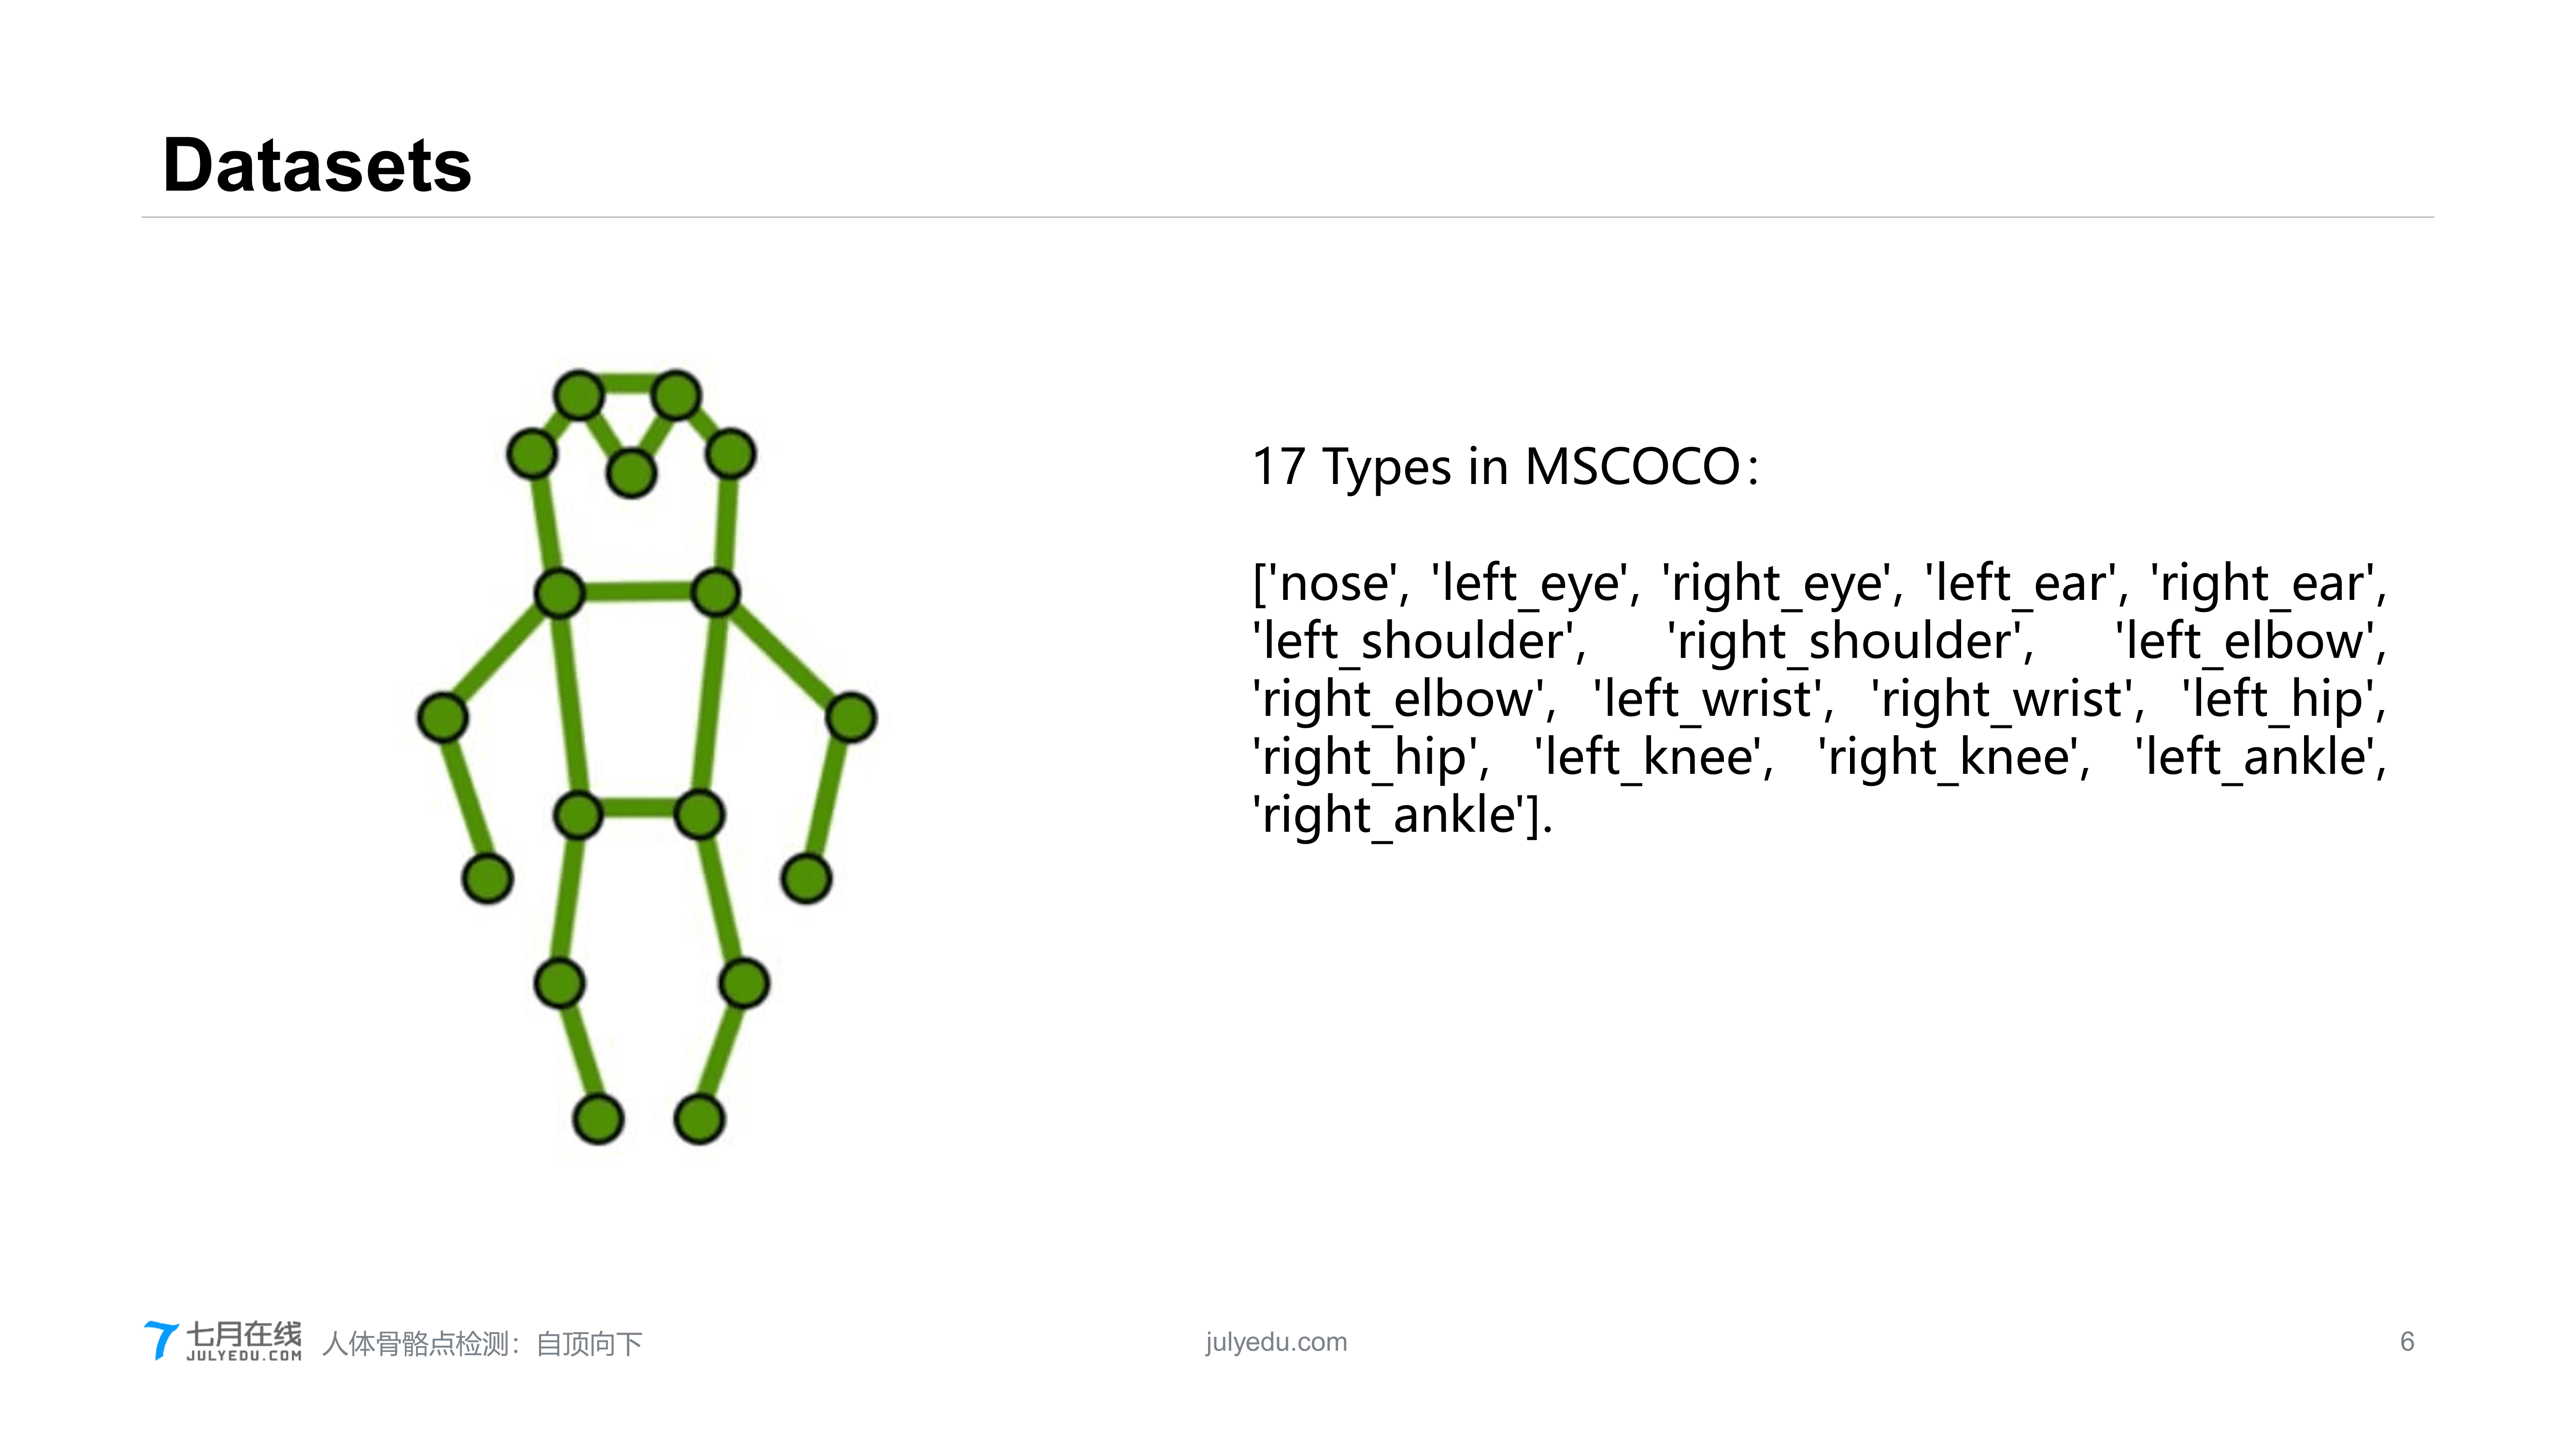 Datasets
17 Types in MSCOCO：
['nose', 'left_eye', 'right_eye', 'left_ear', 'right_ear',
'left_shoulder', 'right_shoulder', 'left_elbow',
'right_elbow', 'left_wrist', 'right_wrist', 'left_hip',
'right_hip', 'left_knee', 'right_knee', 'left_ankle',
'right_ankle'].
七月在线
JULYEDU.COM
人体骨骼点检测：自顶向下
julyedu.com
6